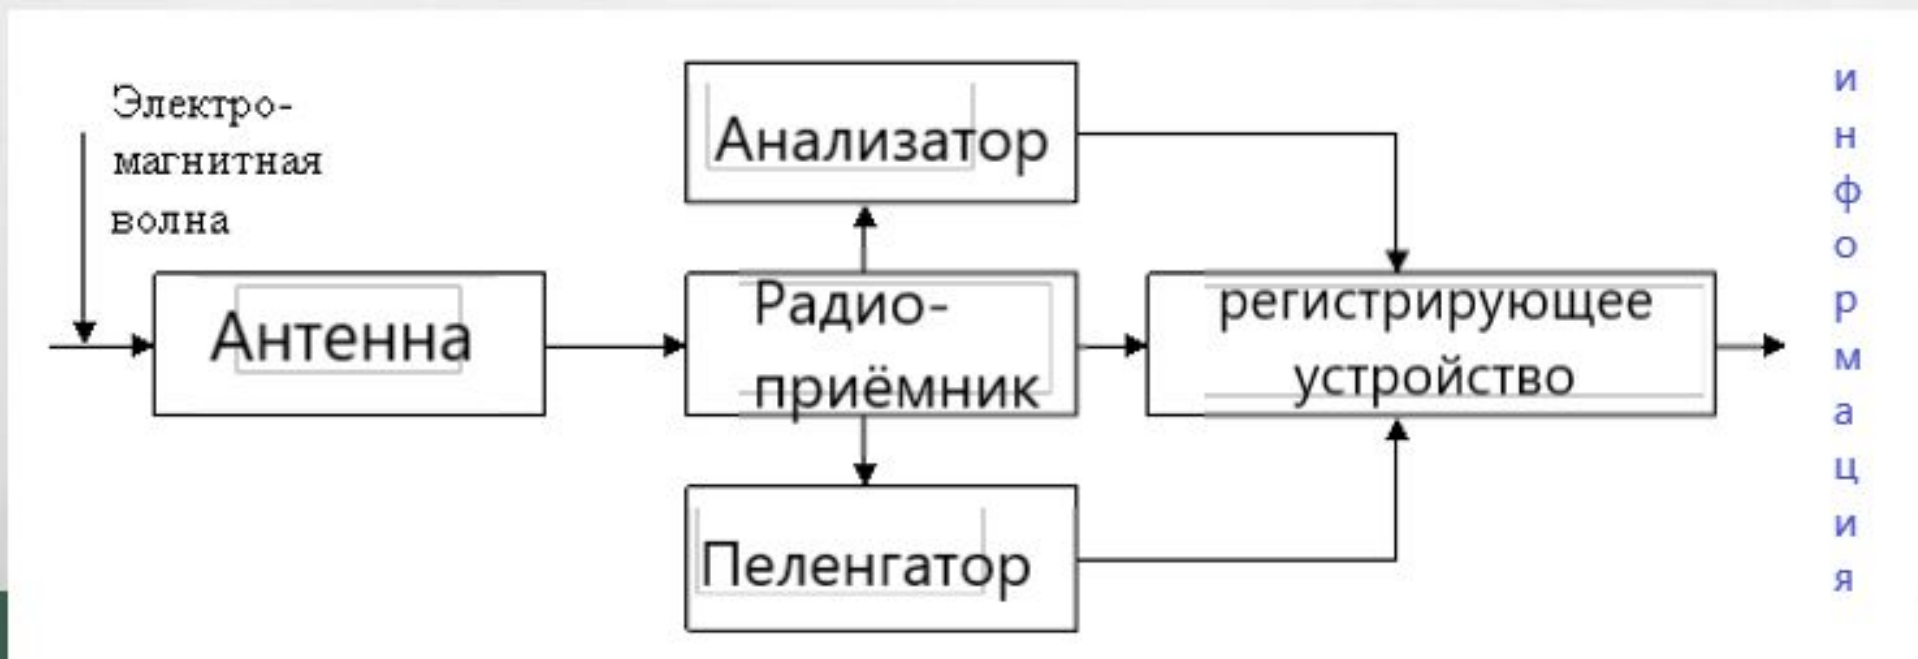 Электро-
магнитная
волна
Антенна
Анализатор
Радио-
приёмник
Пеленгатор
регистрирующее
устройство
и
н
ф
о
р
м
а
ц
и
я